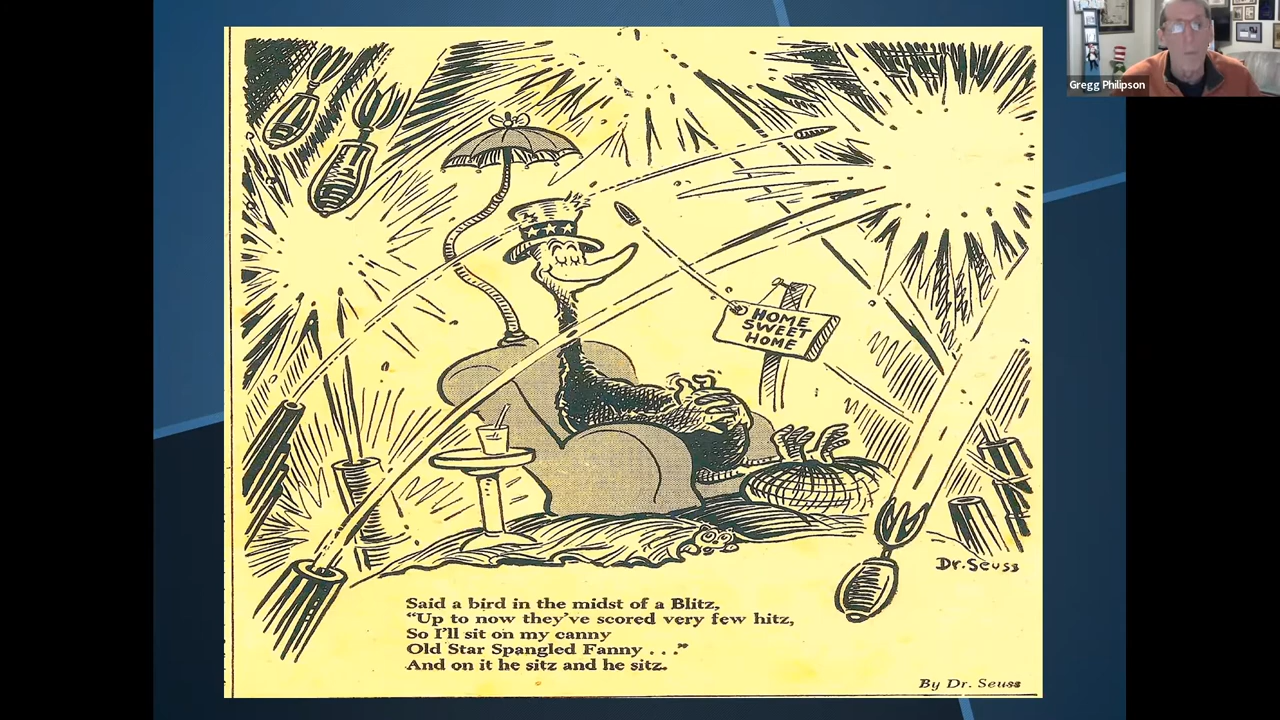 Gregg Philipson
HOME
SWEET
HOME
Dr. Seuss
Said a bird in the midst of a Blitz,
“Up to now they’ve scored very few hitz,
So I’ll sit on my canny
Old Star Spangled Fanny . . .”
And on it he sitz and he sitz.
By Dr. Seuss